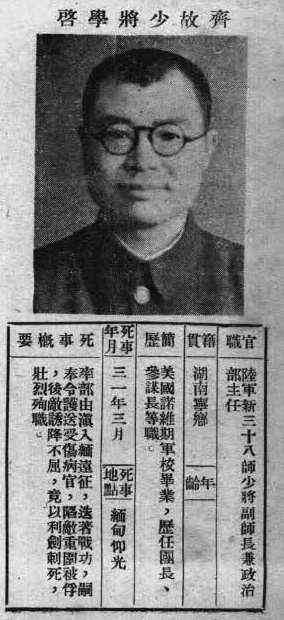 齊故少將學啓
官職
陸軍新三十八師少將副師長兼政治
部主任
籍貫
湖南寧鄉
年齡
簡歷
美國諾維期軍校畢業，歷任團長、
參謀長等職。
死事年月
三一年三月
死事地點
緬甸仰光
死事槪要
率部由滇入緬遠征，迭著戰功，嗣
奉令護送受傷病官，陷敵重圍被俘
，後敵誘降不屈，竟以利劍刺死，
壯烈殉職。